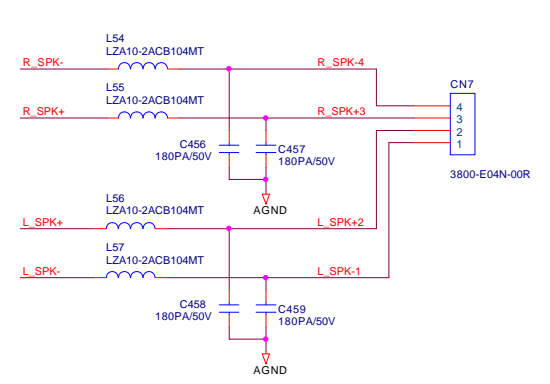 L54
LZA10-2ACB104MT
R_SPK-
R_SPK-4
L55
LZA10-2ACB104MT
CN7
R_SPK+
R_SPK+3
4
3
2
1
C456
180PA/50V
C457
180PA/50V
3800-E04N-00R
AGND
L56
LZA10-2ACB104MT
L_SPK+
L_SPK+2
L57
LZA10-2ACB104MT
L_SPK-
L_SPK-1
C458
180PA/50V
C459
180PA/50V
AGND